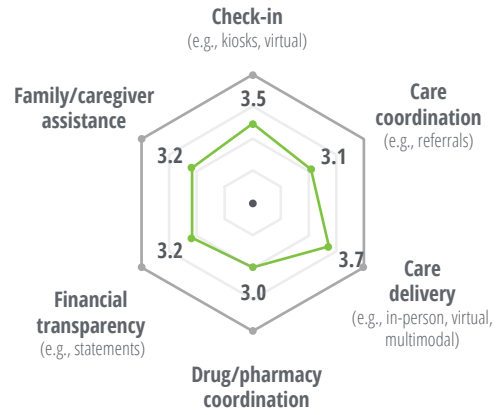 Check-in
(e.g., kiosks, virtual)
3.5
Family/caregiver
assistance
3.2
Care
coordination
(e.g., referrals)
3.1
3.2
3.7
Financial
transparency
(e.g., statements)
3.0
Care
delivery
(e.g., in-person, virtual,
multimodal)
Drug/pharmacy
coordination